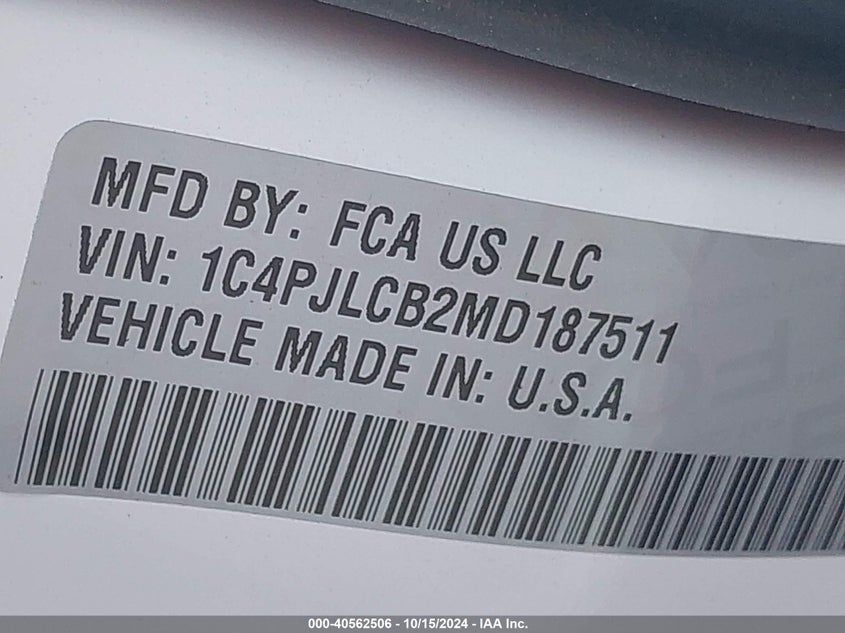 MFD BY: FCA US LLC
VIN: 1C4PJLCB2MD187511
VEHICLE MADE IN: U.S.A.
000-40562506 - 10/15/2024 - IAA Inc.